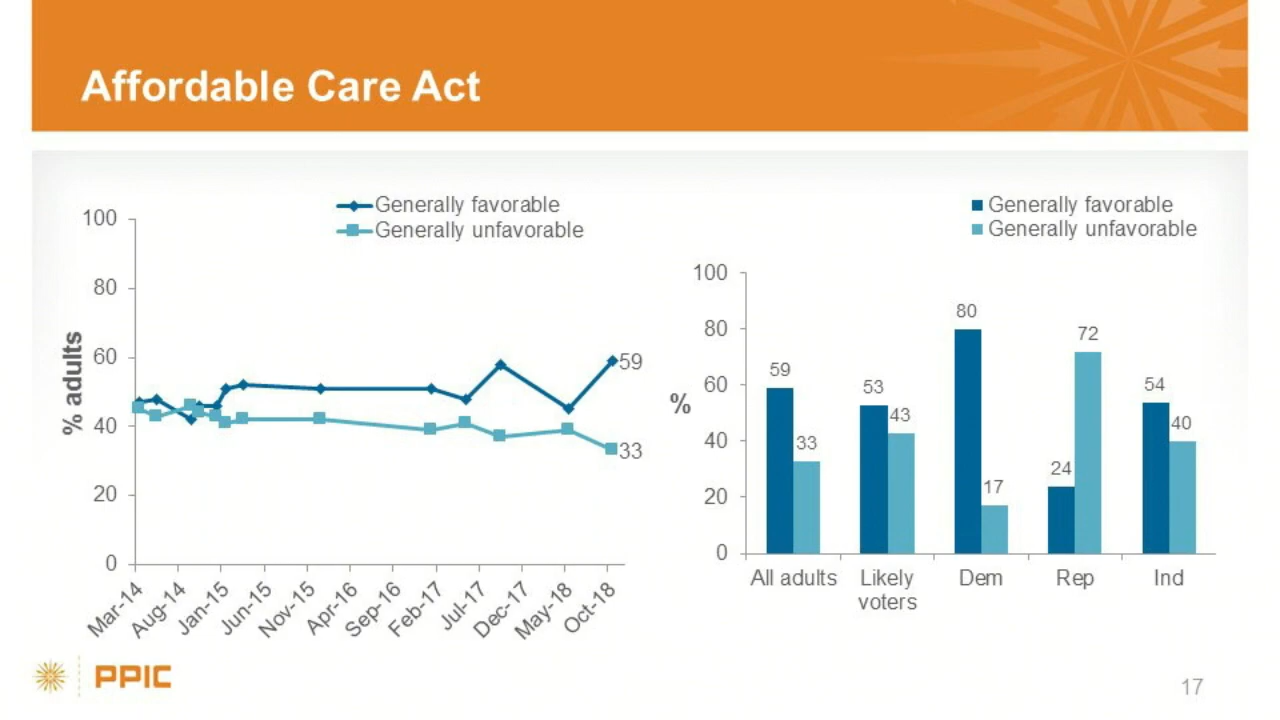 Affordable Care Act
Generally favorable
Generally unfavorable
100
80
60
40
20
0
% adults
59
33
Mar-14
Aug-14
Jan-15
Jun-15
Nov-15
Apr-16
Sep-16
Feb-17
Jul-17
Dec-17
May-18
Oct-18
Generally favorable
Generally unfavorable
100
80
60
40
20
0
%
59
33
53
43
80
17
24
72
54
40
All adults
Likely
voters
Dem
Rep
Ind
PPIC
17